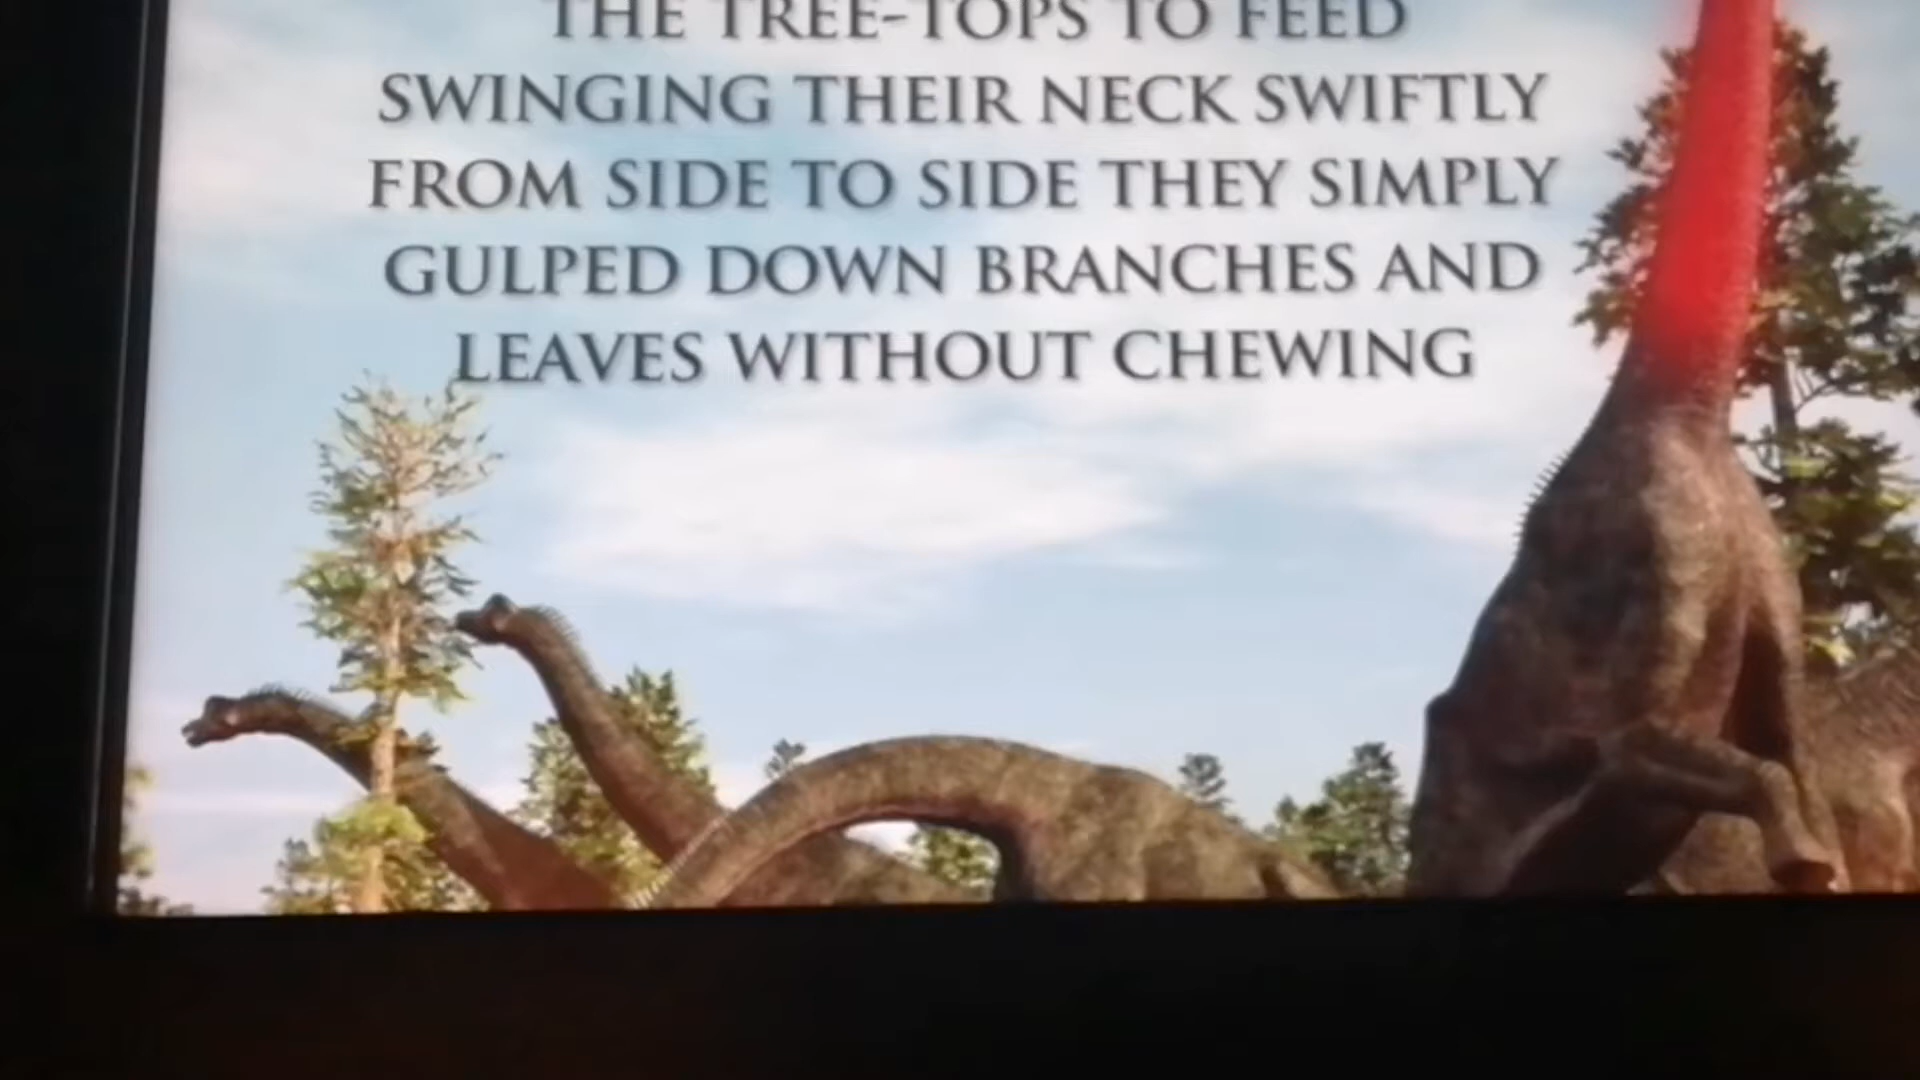 THE TREE-TOPS TO FEED
SWINGING THEIR NECK SWIFTLY
FROM SIDE TO SIDE THEY SIMPLY
GULPED DOWN BRANCHES AND
LEAVES WITHOUT CHEWING